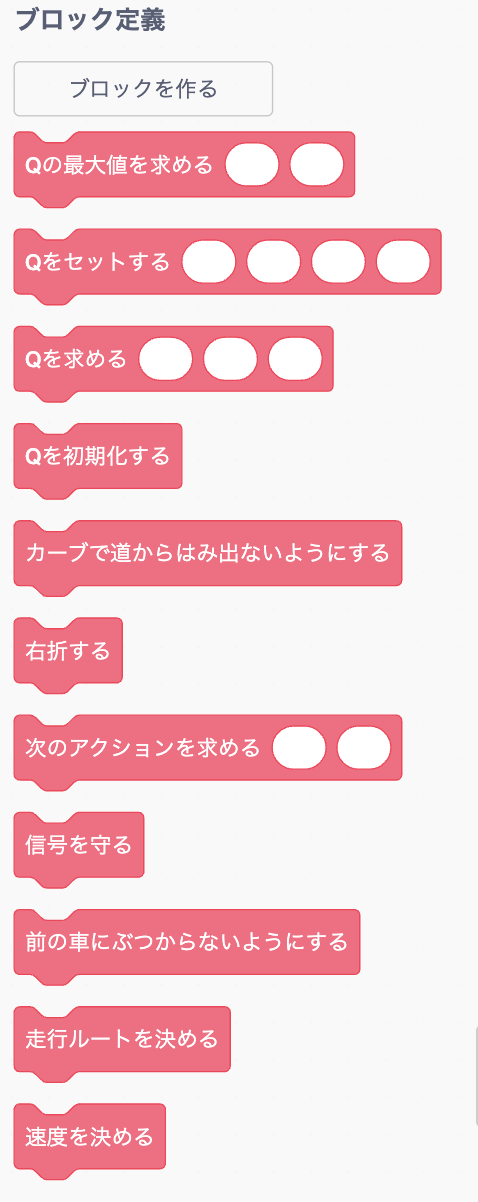 ブロック定義
ブロックを作る
Qの最大値を求める
Qをセットする
Qを求める
Qを初期化する
カーブで道からはみ出ないようにする
右折する
次のアクションを求める
信号を守る
前の車にぶつからないようにする
走行ルートを決める
速度を決める